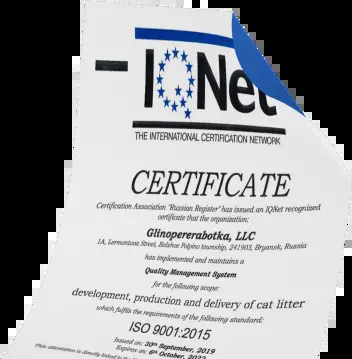 IQNet
THE INTERNATIONAL CERTIFICATION NETWORK
CERTIFICATE
Certification Association "Russian Register" has issued an IQNet recognized
certificate that the organization:
Glinopererabotka, LLC
1A, Lermontova Street, Bolshoe Polpino township, 241903, Bryansk, Russia
has implemented and maintains a
Quality Management System
for the following scope:
development, production and delivery of cat litter
which fulfils the requirements of the following standard:
ISO 9001:2015
Issued on: 30th September, 2019
Expires on: 6th October, 2022
This attestation is directly linked to